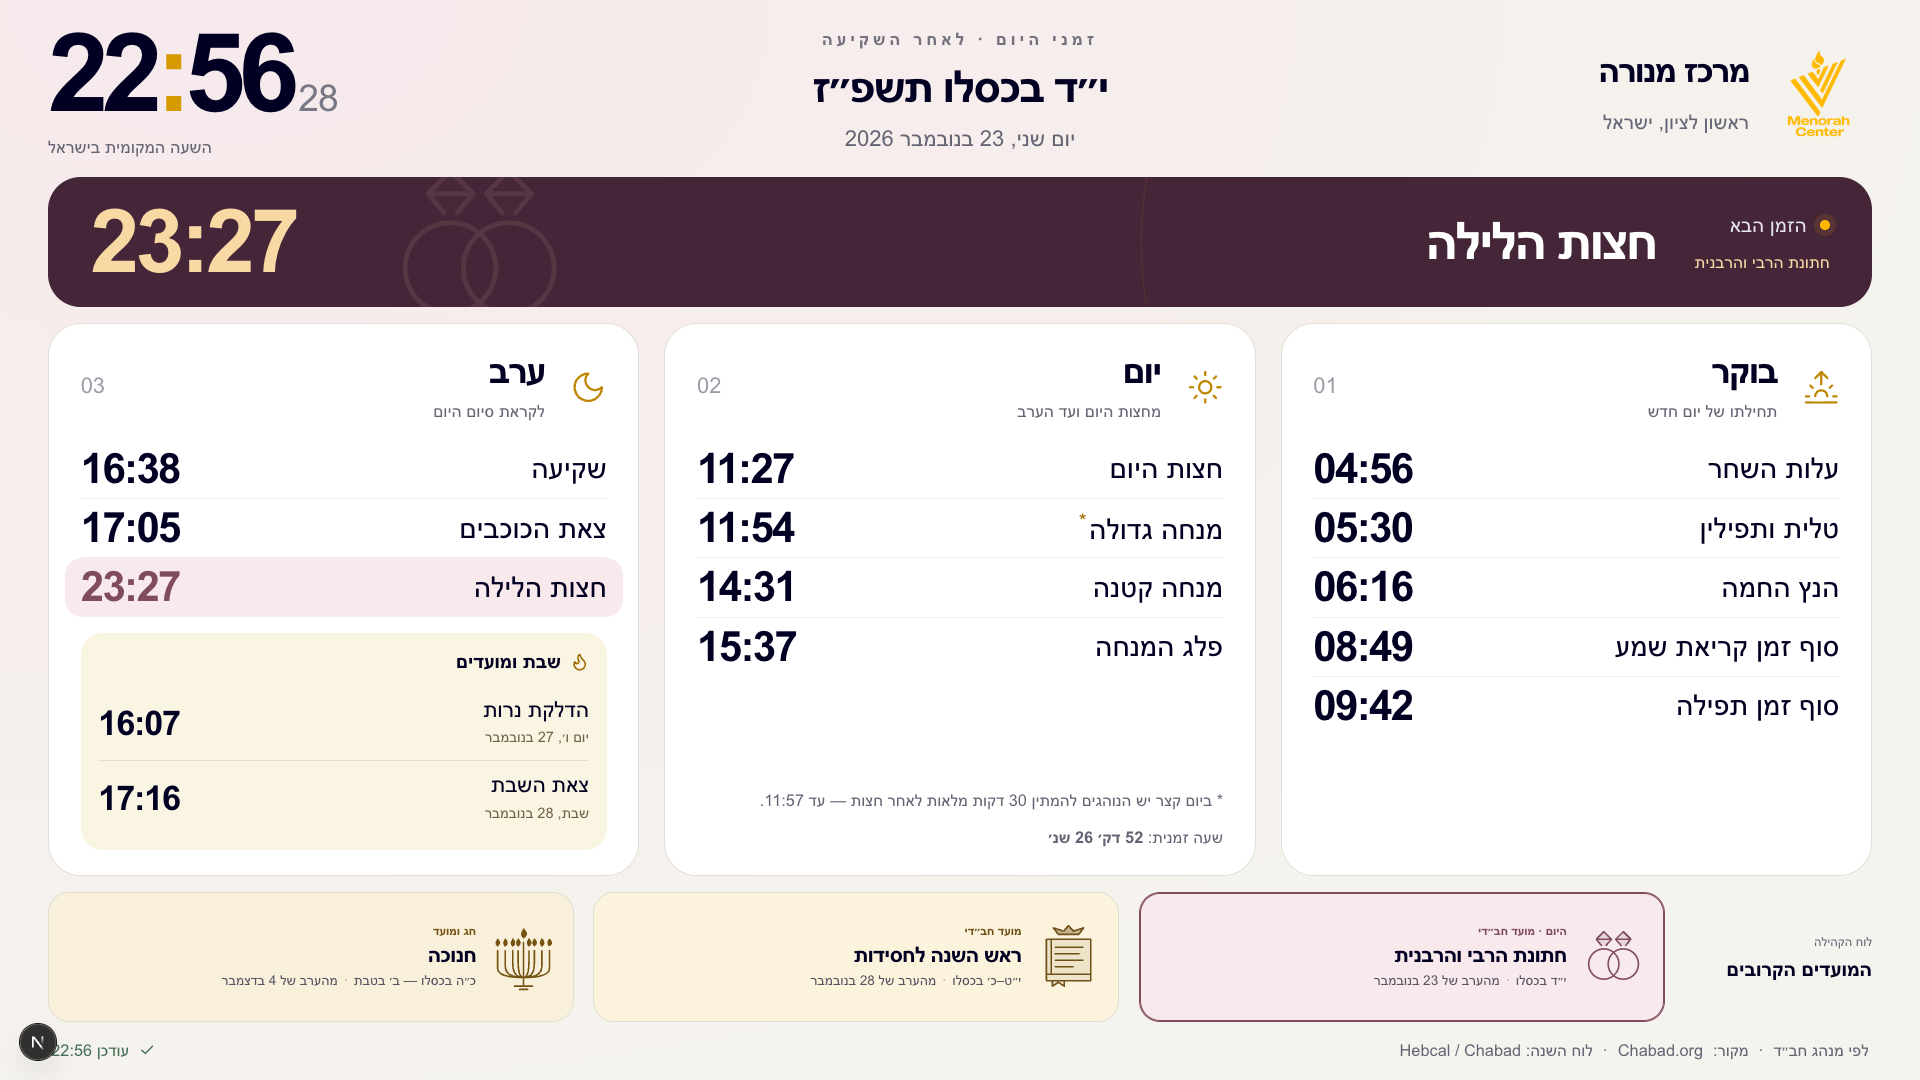 Menorah
Center
מרכז מנורה
ראשון לציון, ישראל
זמני היום · לאחר השקיעה
י״ד בכסלו תשפ״ז
יום שני, 23 בנובמבר 2026
22:56 28
השעה המקומית בישראל
הזמן הבא
חתונת הרבי והרבנית
חצות הלילה
23:27
בוקר
תחילתו של יום חדש
01
עלות השחר 04:56
טלית ותפילין 05:30
הנץ החמה 06:16
סוף זמן קריאת שמע 08:49
סוף זמן תפילה 09:42
יום
מחצות היום ועד הערב
02
חצות היום 11:27
מנחה גדולה* 11:54
מנחה קטנה 14:31
פלג המנחה 15:37
* ביום קצר יש הנוהגים להמתין 30 דקות מלאות לאחר חצות — עד 11:57.
שעה זמנית: 52 דק׳ 26 שנ׳
ערב
לקראת סיום היום
03
שקיעה 16:38
צאת הכוכבים 17:05
חצות הלילה 23:27
שבת ומועדים
הדלקת נרות 16:07
יום ו׳, 27 בנובמבר
צאת השבת 17:16
שבת, 28 בנובמבר
לוח הקהילה
המועדים הקרובים
היום · מועד חב״די
חתונת הרבי והרבנית
י״ד בכסלו · מהערב של 23 בנובמבר
מועד חב״די
ראש השנה לחסידות
י״ט–כ׳ בכסלו · מהערב של 28 בנובמבר
חג ומועד
חנוכה
כ״ה בכסלו — ב׳ בטבת · מהערב של 4 בדצמבר
לפי מנהג חב״ד · מקור: Chabad.org · לוח השנה: Hebcal / Chabad
עודכן 22:56
N